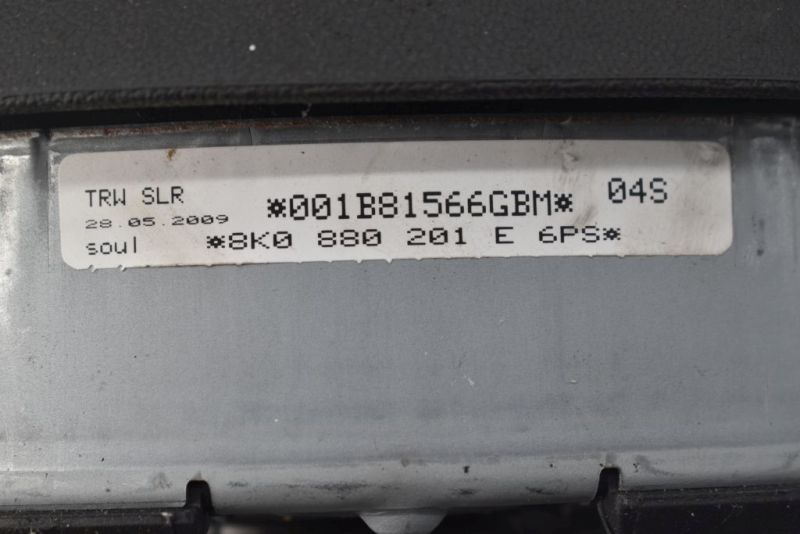 TRW SLR *001B81566GBM* 04S
28.05.2009
soul *8K0 880 201 E 6PS*